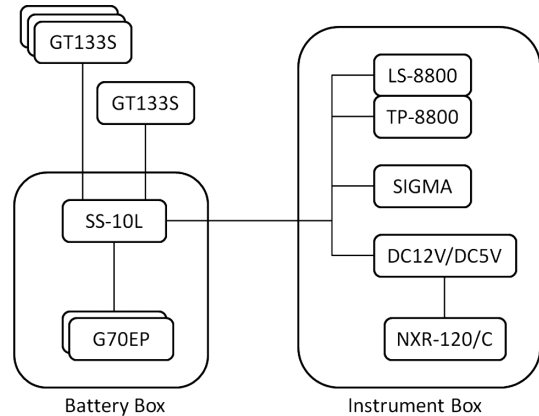 GT133S
GT133S
LS-8800
TP-8800
SIGMA
SS-10L
DC12V/DC5V
G70EP
NXR-120/C
Battery Box
Instrument Box